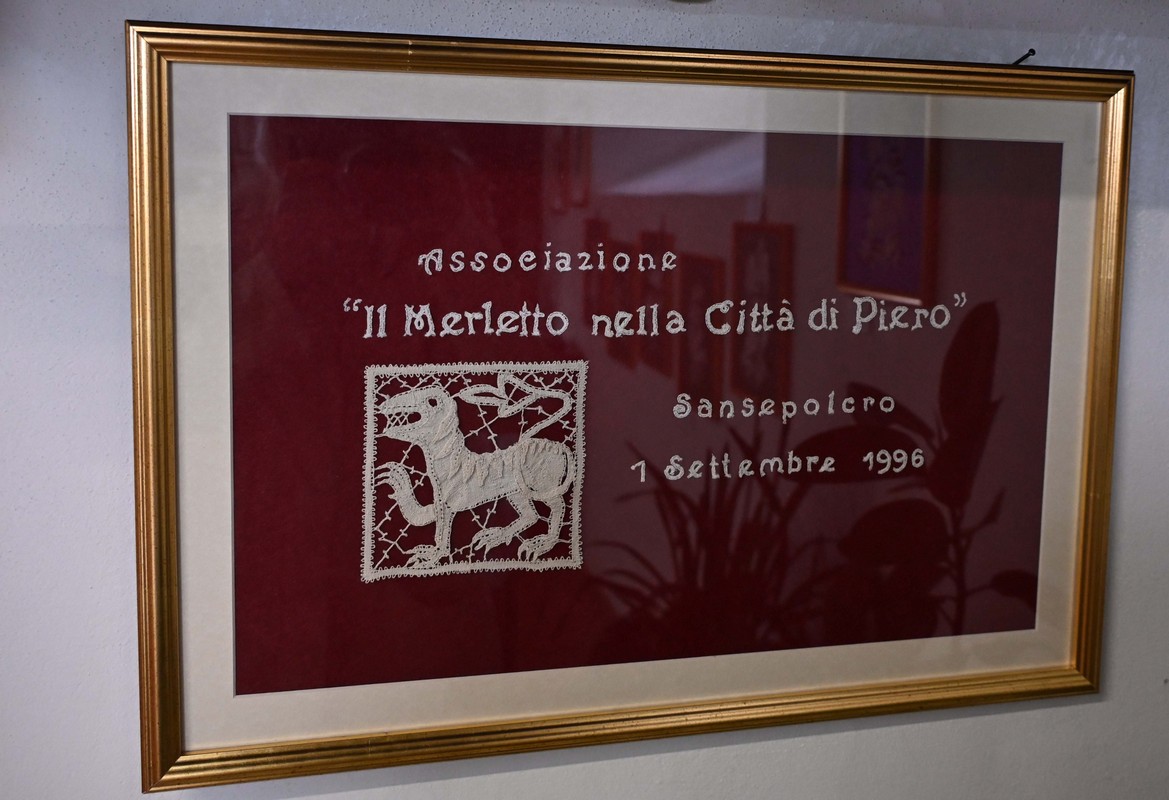 Associazione
“Il Merletto nella Città di Piero”
Sansepolcro
1 Settembre 1996